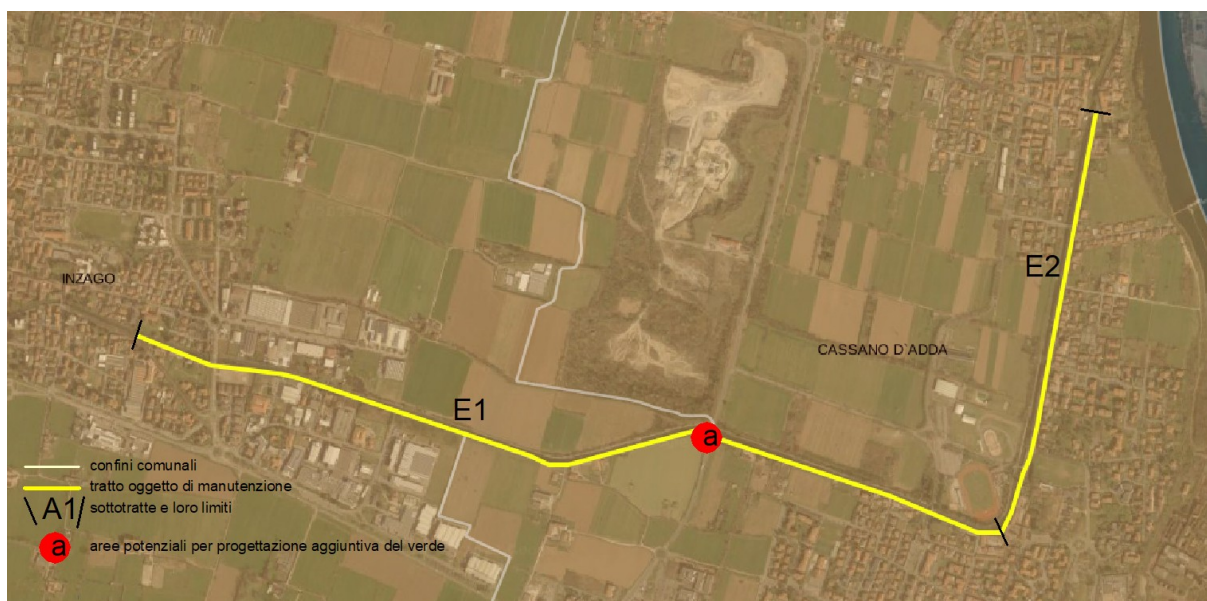 INZAGO
E2
CASSANO D`ADDA
E1
a
confini comunali
tratto oggetto di manutenzione
A1 sottotratte e loro limiti
a aree potenziali per progettazione aggiuntiva del verde